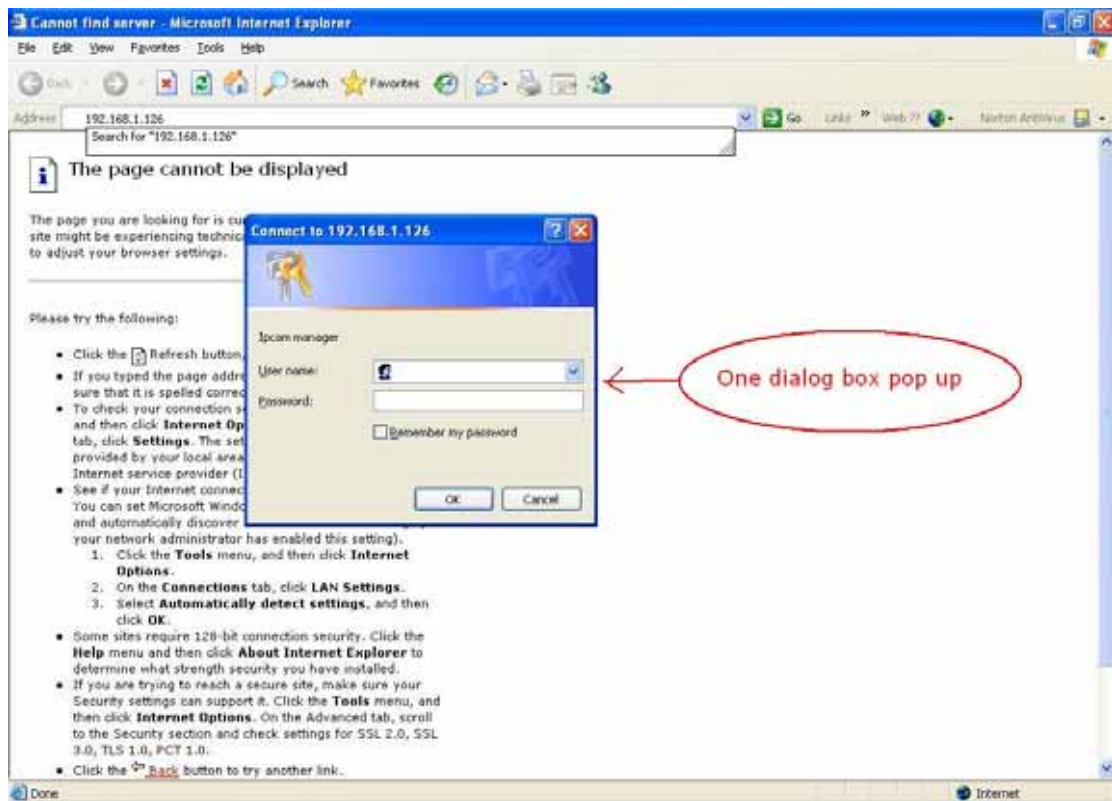 Cannot find server - Microsoft Internet Explorer
File Edit View Favorites Tools Help
Back Search Favorites
Address 192.168.1.126 Go Links » Web ?? Norton AntiVirus
Search for "192.168.1.126"
The page cannot be displayed
The page you are looking for is cu
site might be experiencing technic
to adjust your browser settings.
Please try the following:
Click the Refresh button,
If you typed the page addre
sure that it is spelled correc
To check your connection s
and then click Internet Op
tab, click Settings. The set
provided by your local area
Internet service provider (I
See if your Internet connec
You can set Microsoft Windo
and automatically discover
your network administrator has enabled this setting).
1. Click the Tools menu, and then click Internet
Options.
2. On the Connections tab, click LAN Settings.
3. Select Automatically detect settings, and then
click OK.
Some sites require 128-bit connection security. Click the
Help menu and then click About Internet Explorer to
determine what strength security you have installed.
If you are trying to reach a secure site, make sure your
Security settings can support it. Click the Tools menu, and
then click Internet Options. On the Advanced tab, scroll
to the Security section and check settings for SSL 2.0, SSL
3.0, TLS 1.0, PCT 1.0.
Click the Back button to try another link.
Connect to 192.168.1.126
Ipcam manager
User name:
Password:
Remember my password
OK Cancel
One dialog box pop up
Done Internet